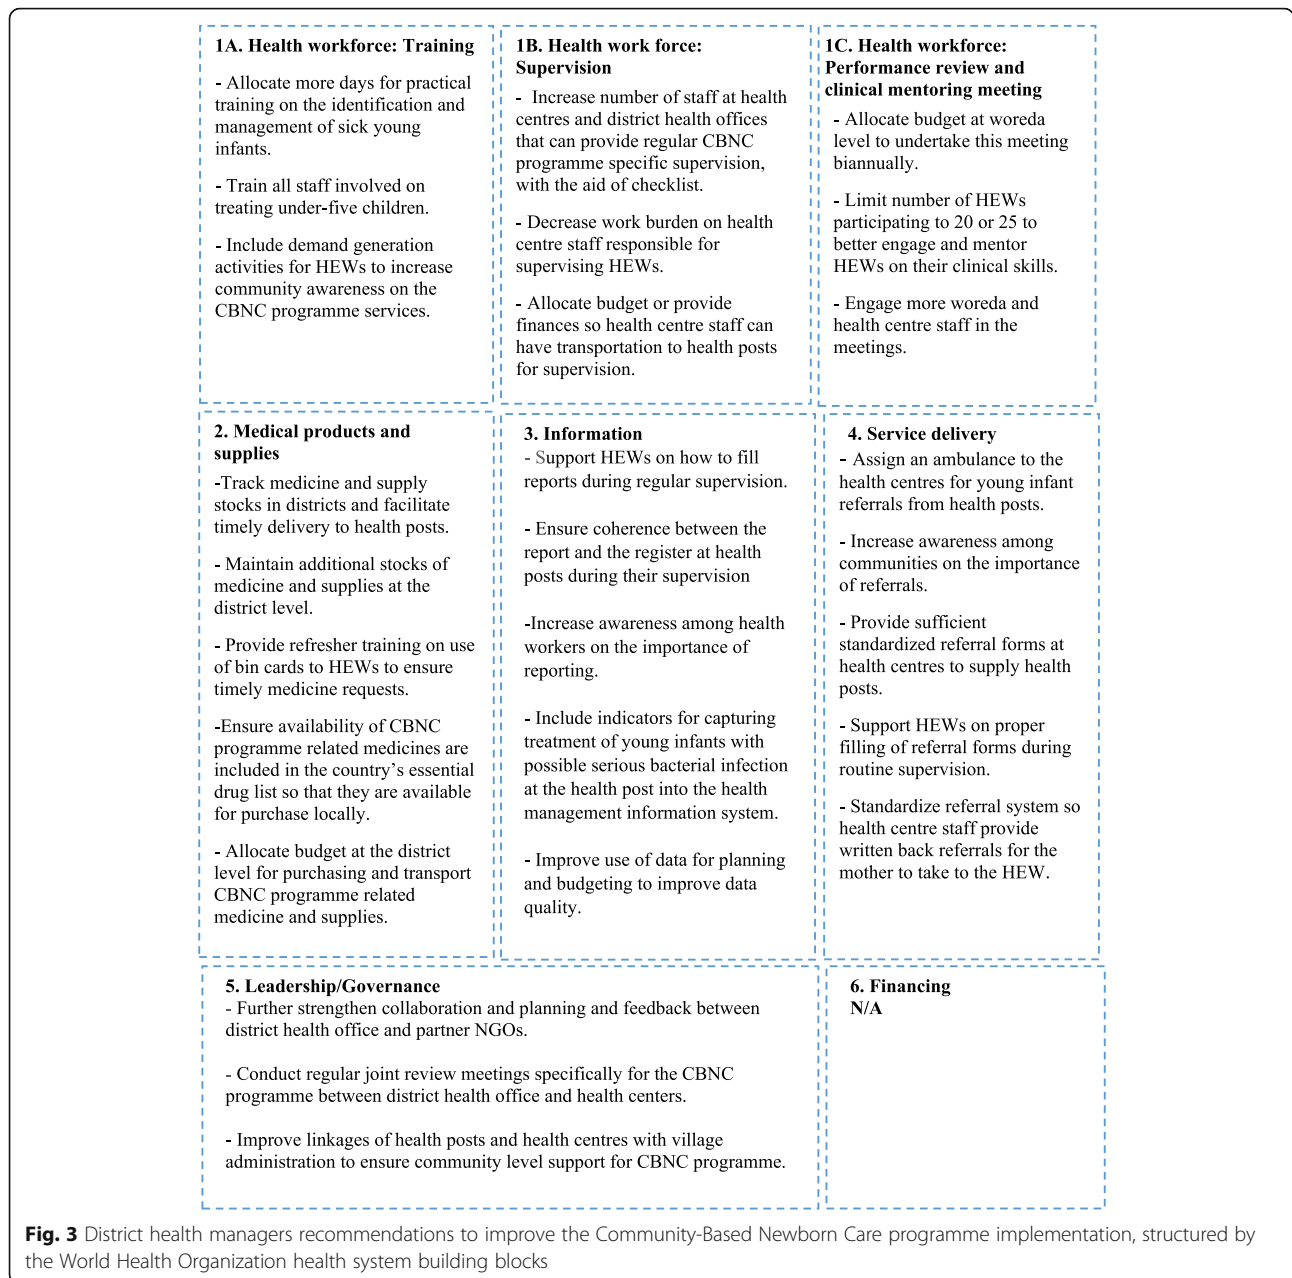 1A. Health workforce: Training
- Allocate more days for practical
training on the identification and
management of sick young
infants.
- Train all staff involved on
treating under-five children.
- Include demand generation
activities for HEWs to increase
community awareness on the
CBNC programme services.
1B. Health work force:
Supervision
- Increase number of staff at health
centres and district health offices
that can provide regular CBNC
programme specific supervision,
with the aid of checklist.
- Decrease work burden on health
centre staff responsible for
supervising HEWs.
- Allocate budget or provide
finances so health centre staff can
have transportation to health posts
for supervision.
1C. Health workforce:
Performance review and
clinical mentoring meeting
- Allocate budget at woreda
level to undertake this meeting
biannually.
- Limit number of HEWs
participating to 20 or 25 to
better engage and mentor
HEWs on their clinical skills.
- Engage more woreda and
health centre staff in the
meetings.
2. Medical products and
supplies
-Track medicine and supply
stocks in districts and facilitate
timely delivery to health posts.
- Maintain additional stocks of
medicine and supplies at the
district level.
- Provide refresher training on use
of bin cards to HEWs to ensure
timely medicine requests.
-Ensure availability of CBNC
programme related medicines are
included in the country's essential
drug list so that they are available
for purchase locally.
- Allocate budget at the district
level for purchasing and transport
CBNC programme related
medicine and supplies.
3. Information
- Support HEWs on how to fill
reports during regular supervision.
- Ensure coherence between the
report and the register at health
posts during their supervision
-Increase awareness among health
workers on the importance of
reporting.
- Include indicators for capturing
treatment of young infants with
possible serious bacterial infection
at the health post into the health
management information system.
- Improve use of data for planning
and budgeting to improve data
quality.
4. Service delivery
- Assign an ambulance to the
health centres for young infant
referrals from health posts.
- Increase awareness among
communities on the importance
of referrals.
- Provide sufficient
standardized referral forms at
health centres to supply health
posts.
- Support HEWs on proper
filling of referral forms during
routine supervision.
- Standardize referral system so
health centre staff provide
written back referrals for the
mother to take to the HEW.
5. Leadership/Governance
- Further strengthen collaboration and planning and feedback between
district health office and partner NGOs.
- Conduct regular joint review meetings specifically for the CBNC
programme between district health office and health centers.
- Improve linkages of health posts and health centres with village
administration to ensure community level support for CBNC programme.
6. Financing
N/A
Fig. 3 District health managers recommendations to improve the Community-Based Newborn Care programme implementation, structured by
the World Health Organization health system building blocks